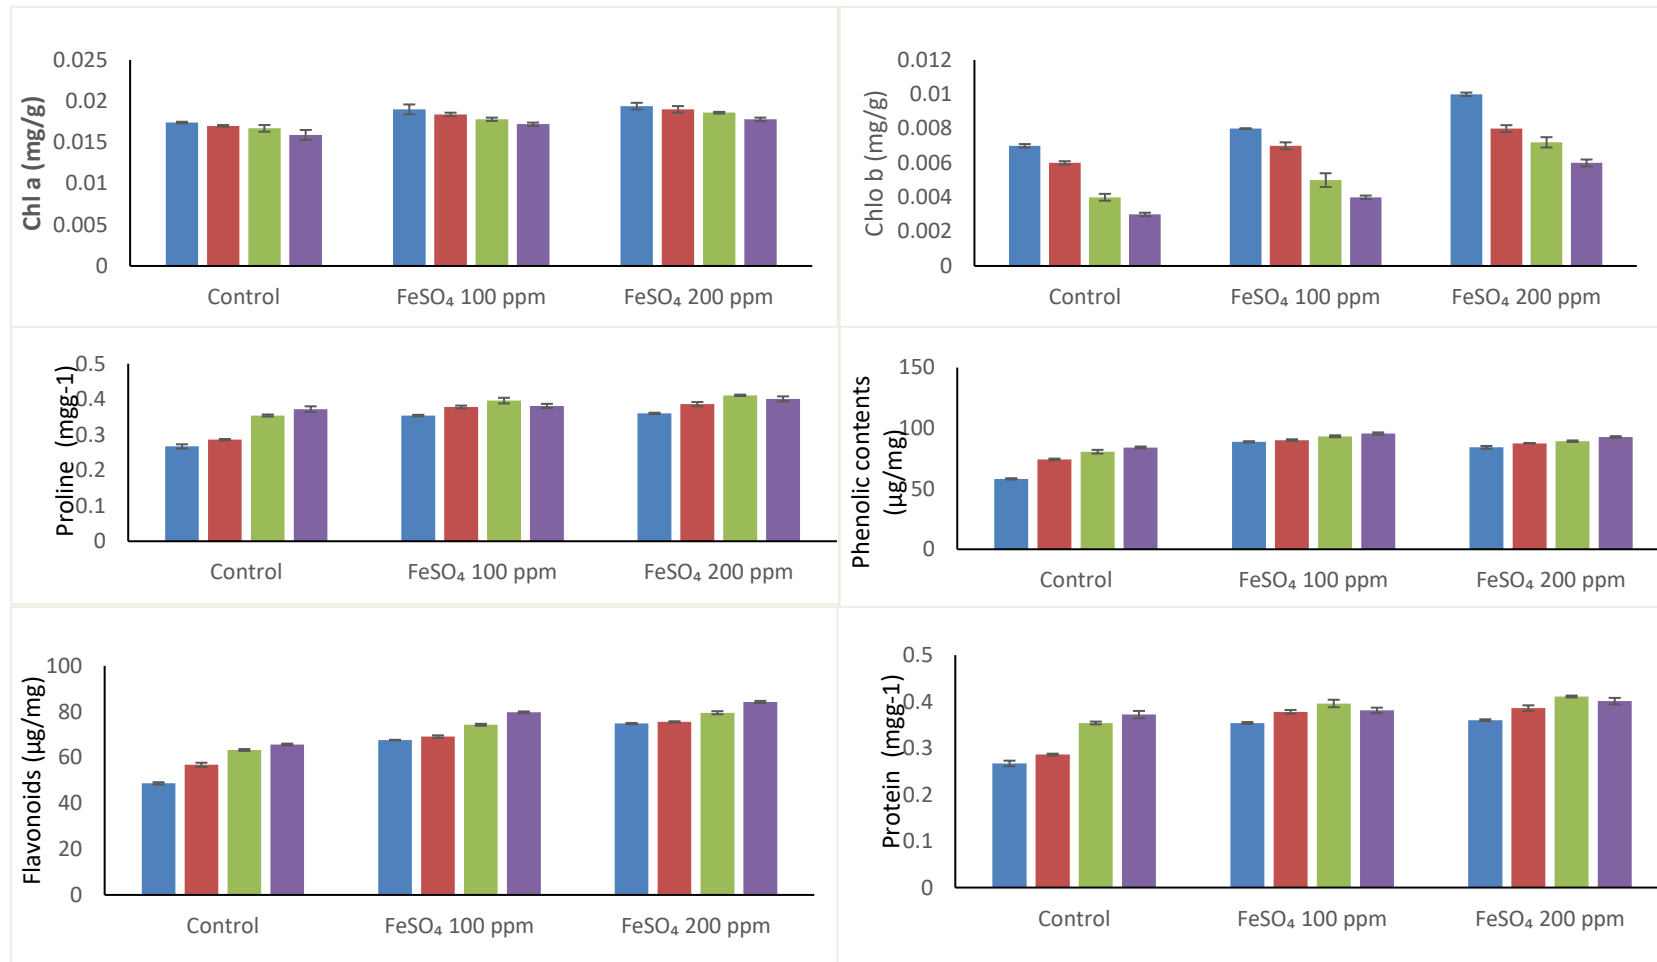 Chl a (mg/g)
0.025
0.02
0.015
0.01
0.005
0
Control
FeSO₄ 100 ppm
FeSO₄ 200 ppm
Chlo b (mg/g)
0.012
0.01
0.008
0.006
0.004
0.002
0
Control
FeSO₄ 100 ppm
FeSO₄ 200 ppm
Proline (mgg-1)
0.5
0.4
0.3
0.2
0.1
0
Control
FeSO₄ 100 ppm
FeSO₄ 200 ppm
Phenolic contents
(µg/mg)
150
100
50
0
Control
FeSO₄ 100 ppm
FeSO₄ 200 ppm
Flavonoids (µg/mg)
100
80
60
40
20
0
Control
FeSO₄ 100 ppm
FeSO₄ 200 ppm
Protein (mgg-1)
0.5
0.4
0.3
0.2
0.1
0
Control
FeSO₄ 100 ppm
FeSO₄ 200 ppm